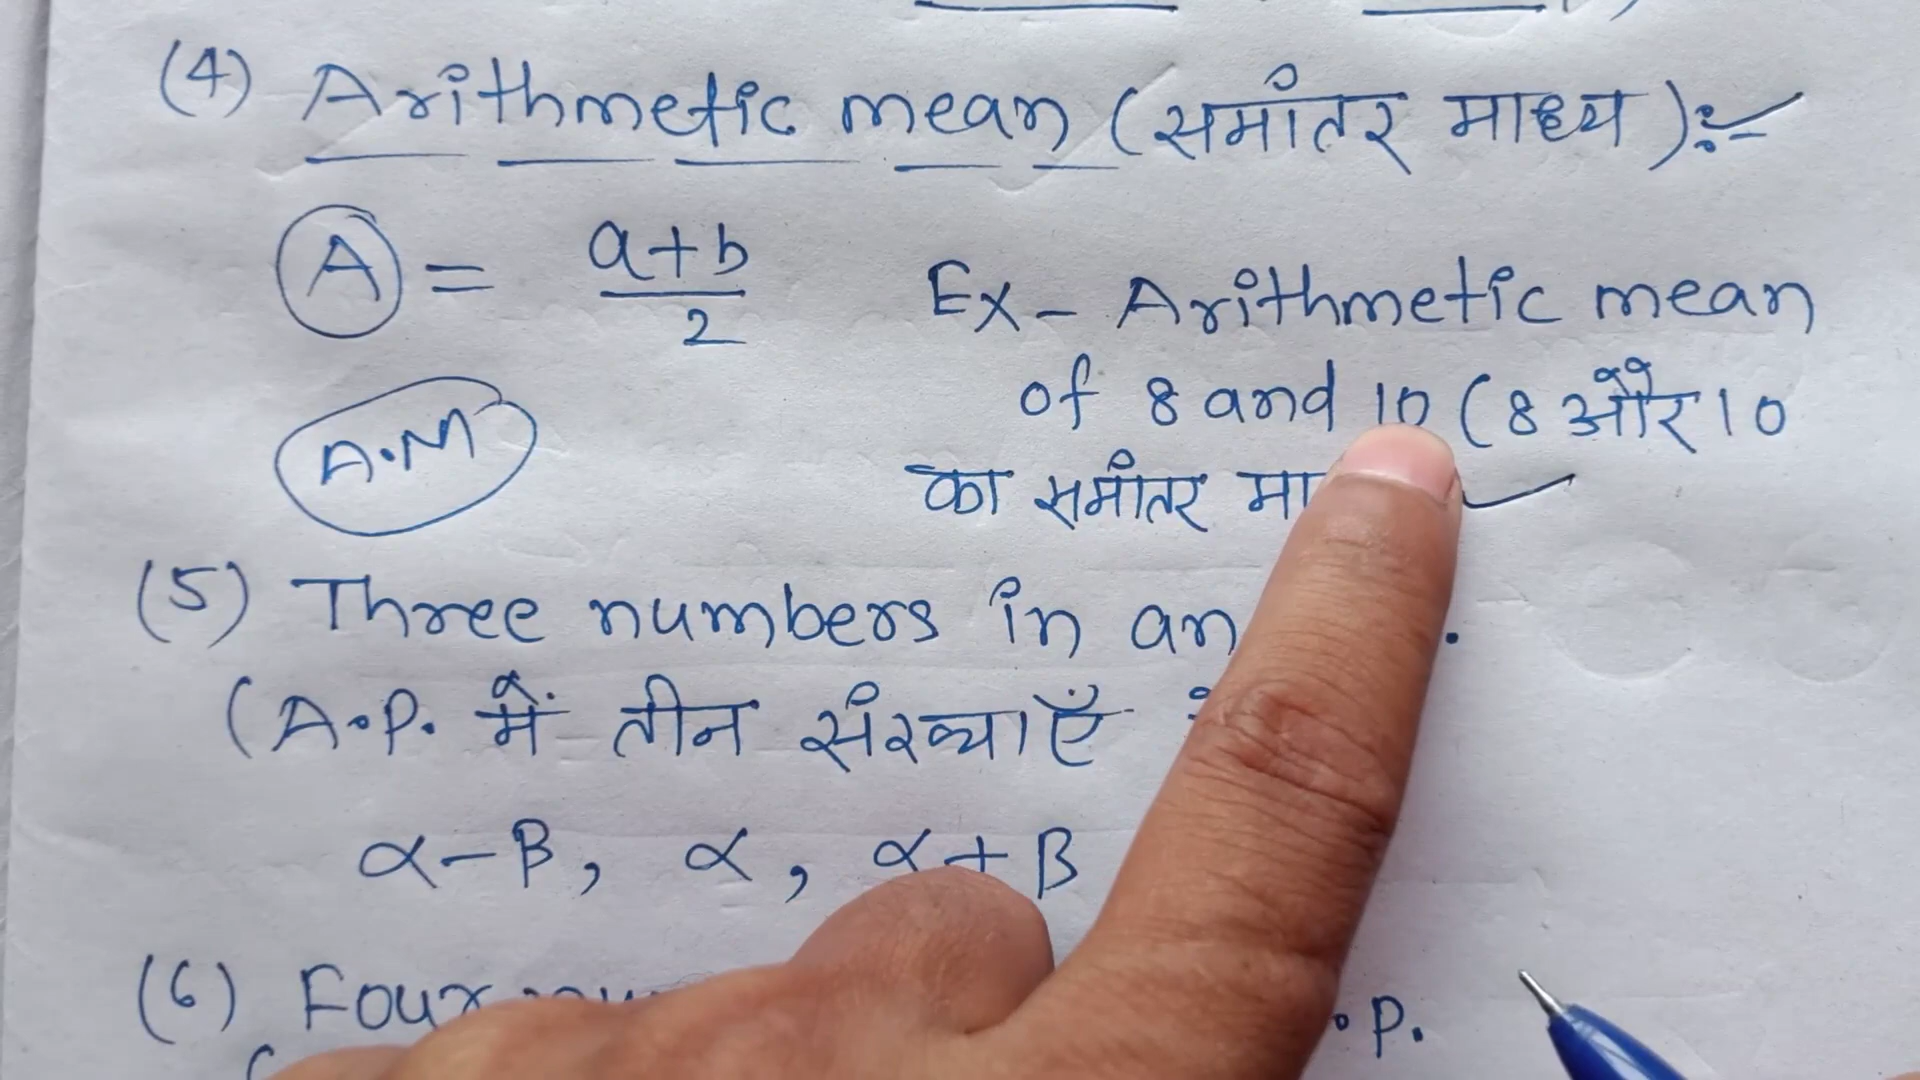 (4) Arithmetic mean (समांतर माध्य):-
A = a+b
2
Ex- Arithmetic mean
of 8 and 10 (8 और 10
का समांतर
A.M
(5) Three numbers in an
(A.P. में तीन संख्याएँ
α-β, α, α+β
(6) Four P.